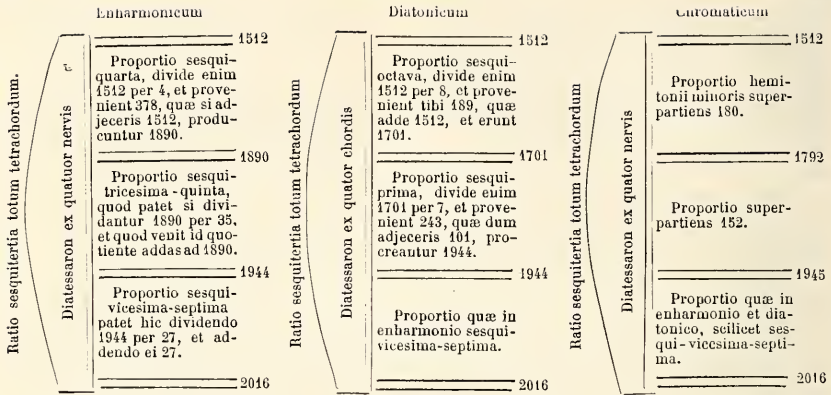 Enharmonicum
Ratio sesquitertia totum tetrachordum.
Diatessaron ex quatuor nervis
1512
Proportio sesqui-
quarta, divide enim
1512 per 4, et prove-
nient 378, quæ si ad-
jeceris 1512, produ-
cuntur 1890.
1890
Proportio sesqui-
tricesima-quinta,
quod patet si divi-
dantur 1890 per 35,
et quod venit id quo-
tiente addas ad 1890.
1944
Proportio sesqui-
vicesima-septima
patet hic dividendo
1944 per 27, et ad-
dendo ei 27.
2016
Diatonicum
Ratio sesquitertia totum tetrachordum
Diatessaron ex quator chordis
1512
Proportio sesqui-
octava, divide enim
1512 per 8, et prove-
nient tibi 189, quæ
adde 1512, et erunt
1701.
1701
Proportio sesqui-
prima, divide enim
1701 per 7, et prove-
nient 243, quæ dum
adjeceris 101, pro-
creantur 1944.
1944
Proportio quæ in
enharmonio sesqui-
vicesima-septima.
2016
Chromaticum
Ratio sesquitertia totum tetrachordum
Diatessaron ex quator nervis
1512
Proportio hemi-
tonii minoris super-
partiens 180.
1792
Proportio super-
partiens 152.
1945
Proportio quæ in
enharmonio et dia-
tonico, scilicet ses-
qui-vicesima-septi-
ma.
2016